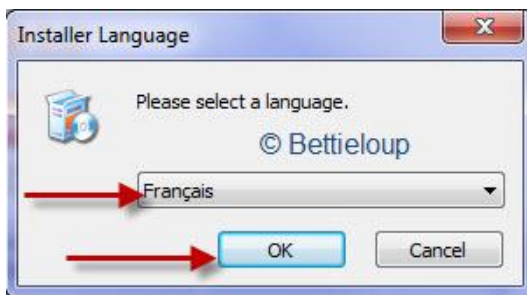 Installer Language
Please select a language.
© Bettieloup
Français
OK
Cancel